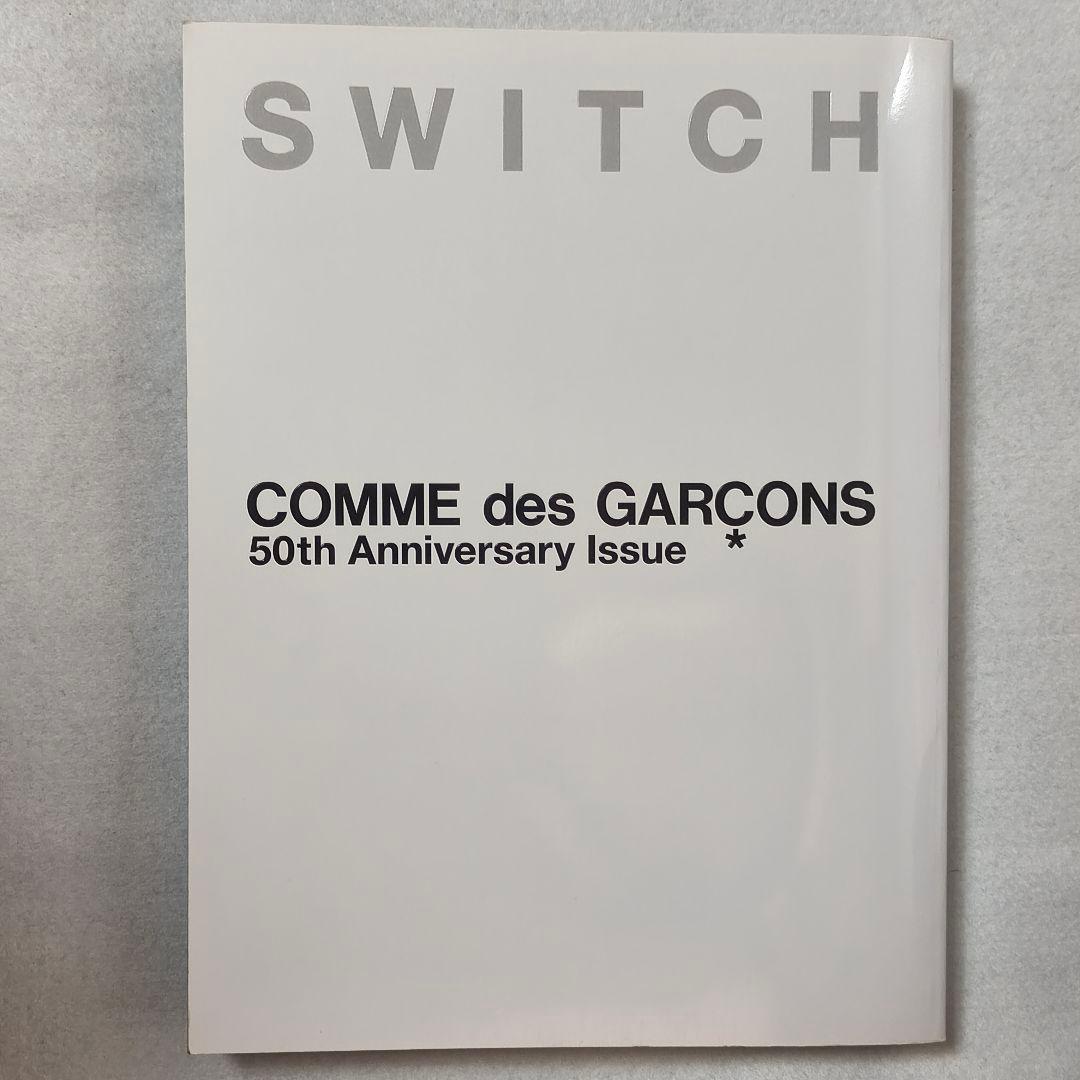 SWITCH
COMME des GARÇONS
50th Anniversary Issue *